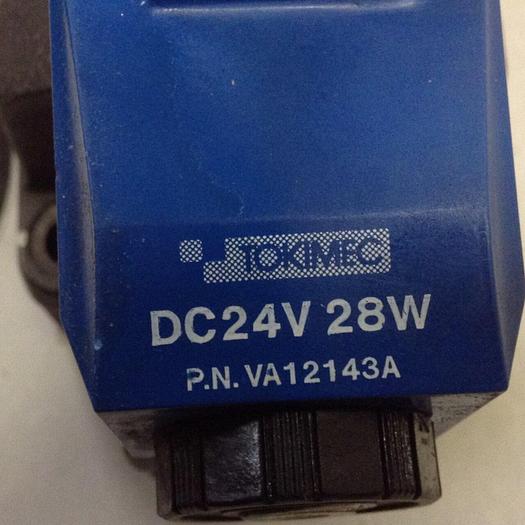 TOKIMEC
DC24V 28W
P.N. VA12143A